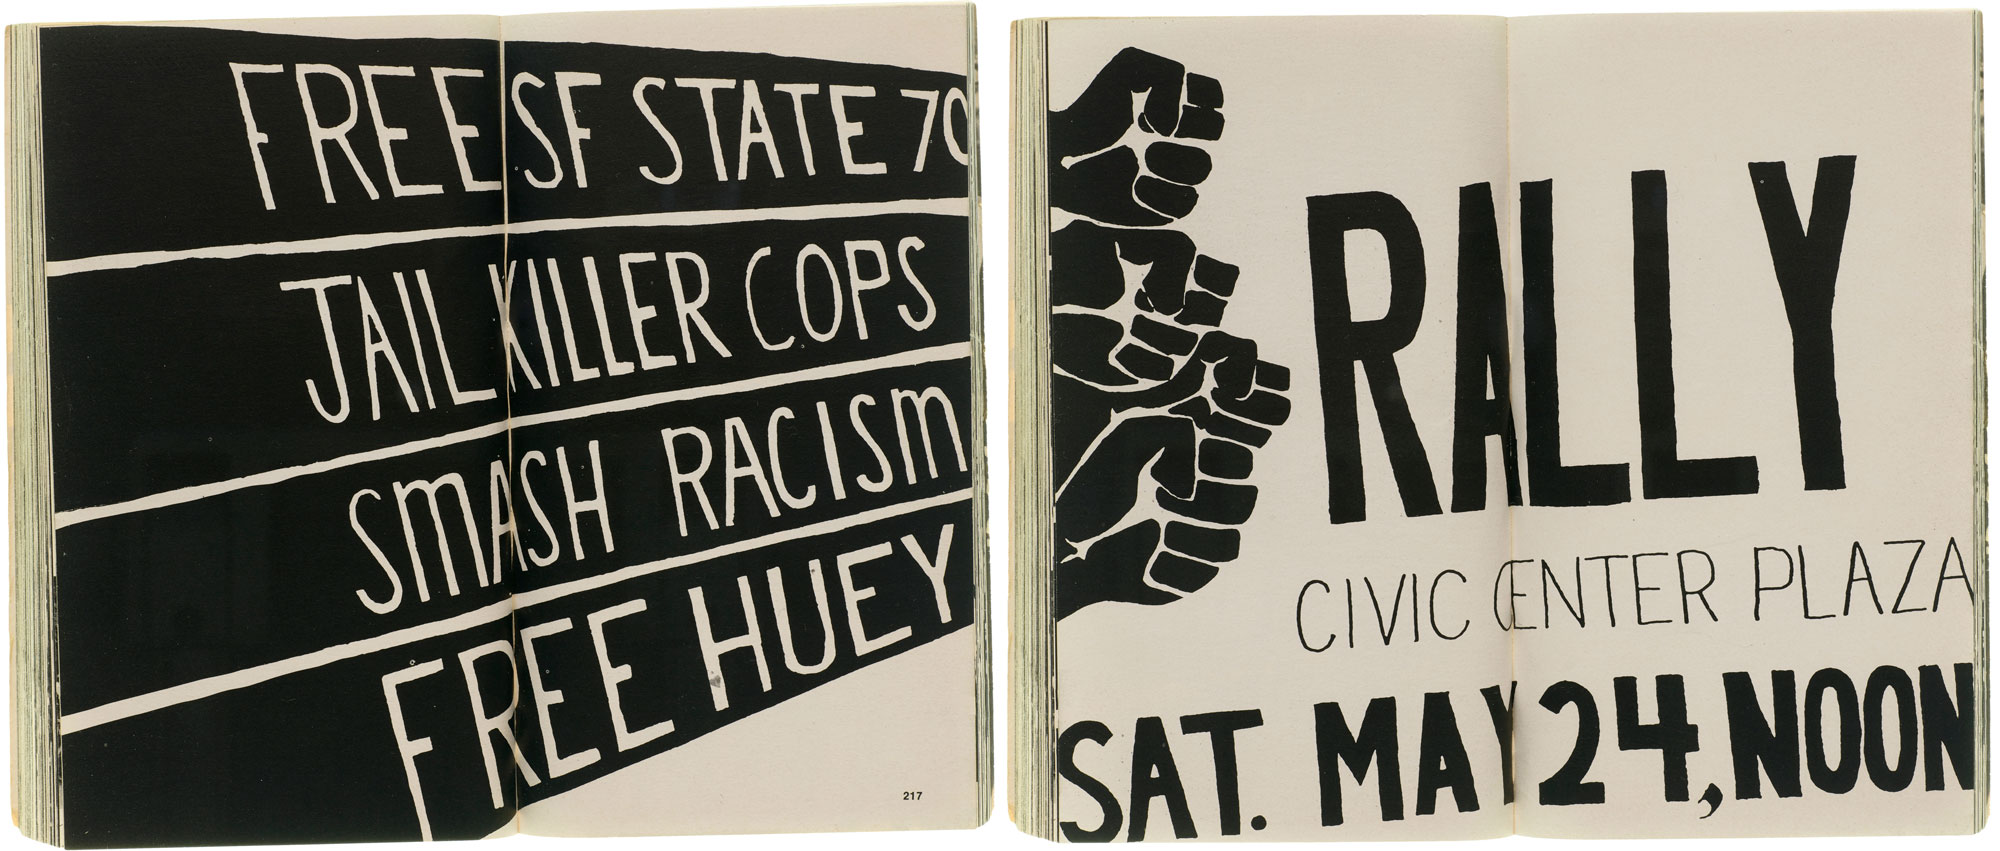 FREE SF STATE 70
JAIL KILLER COPS
SMASH RACISM
FREE HUEY
217
RALLY
CIVIC CENTER PLAZA
SAT. MAY 24, NOON